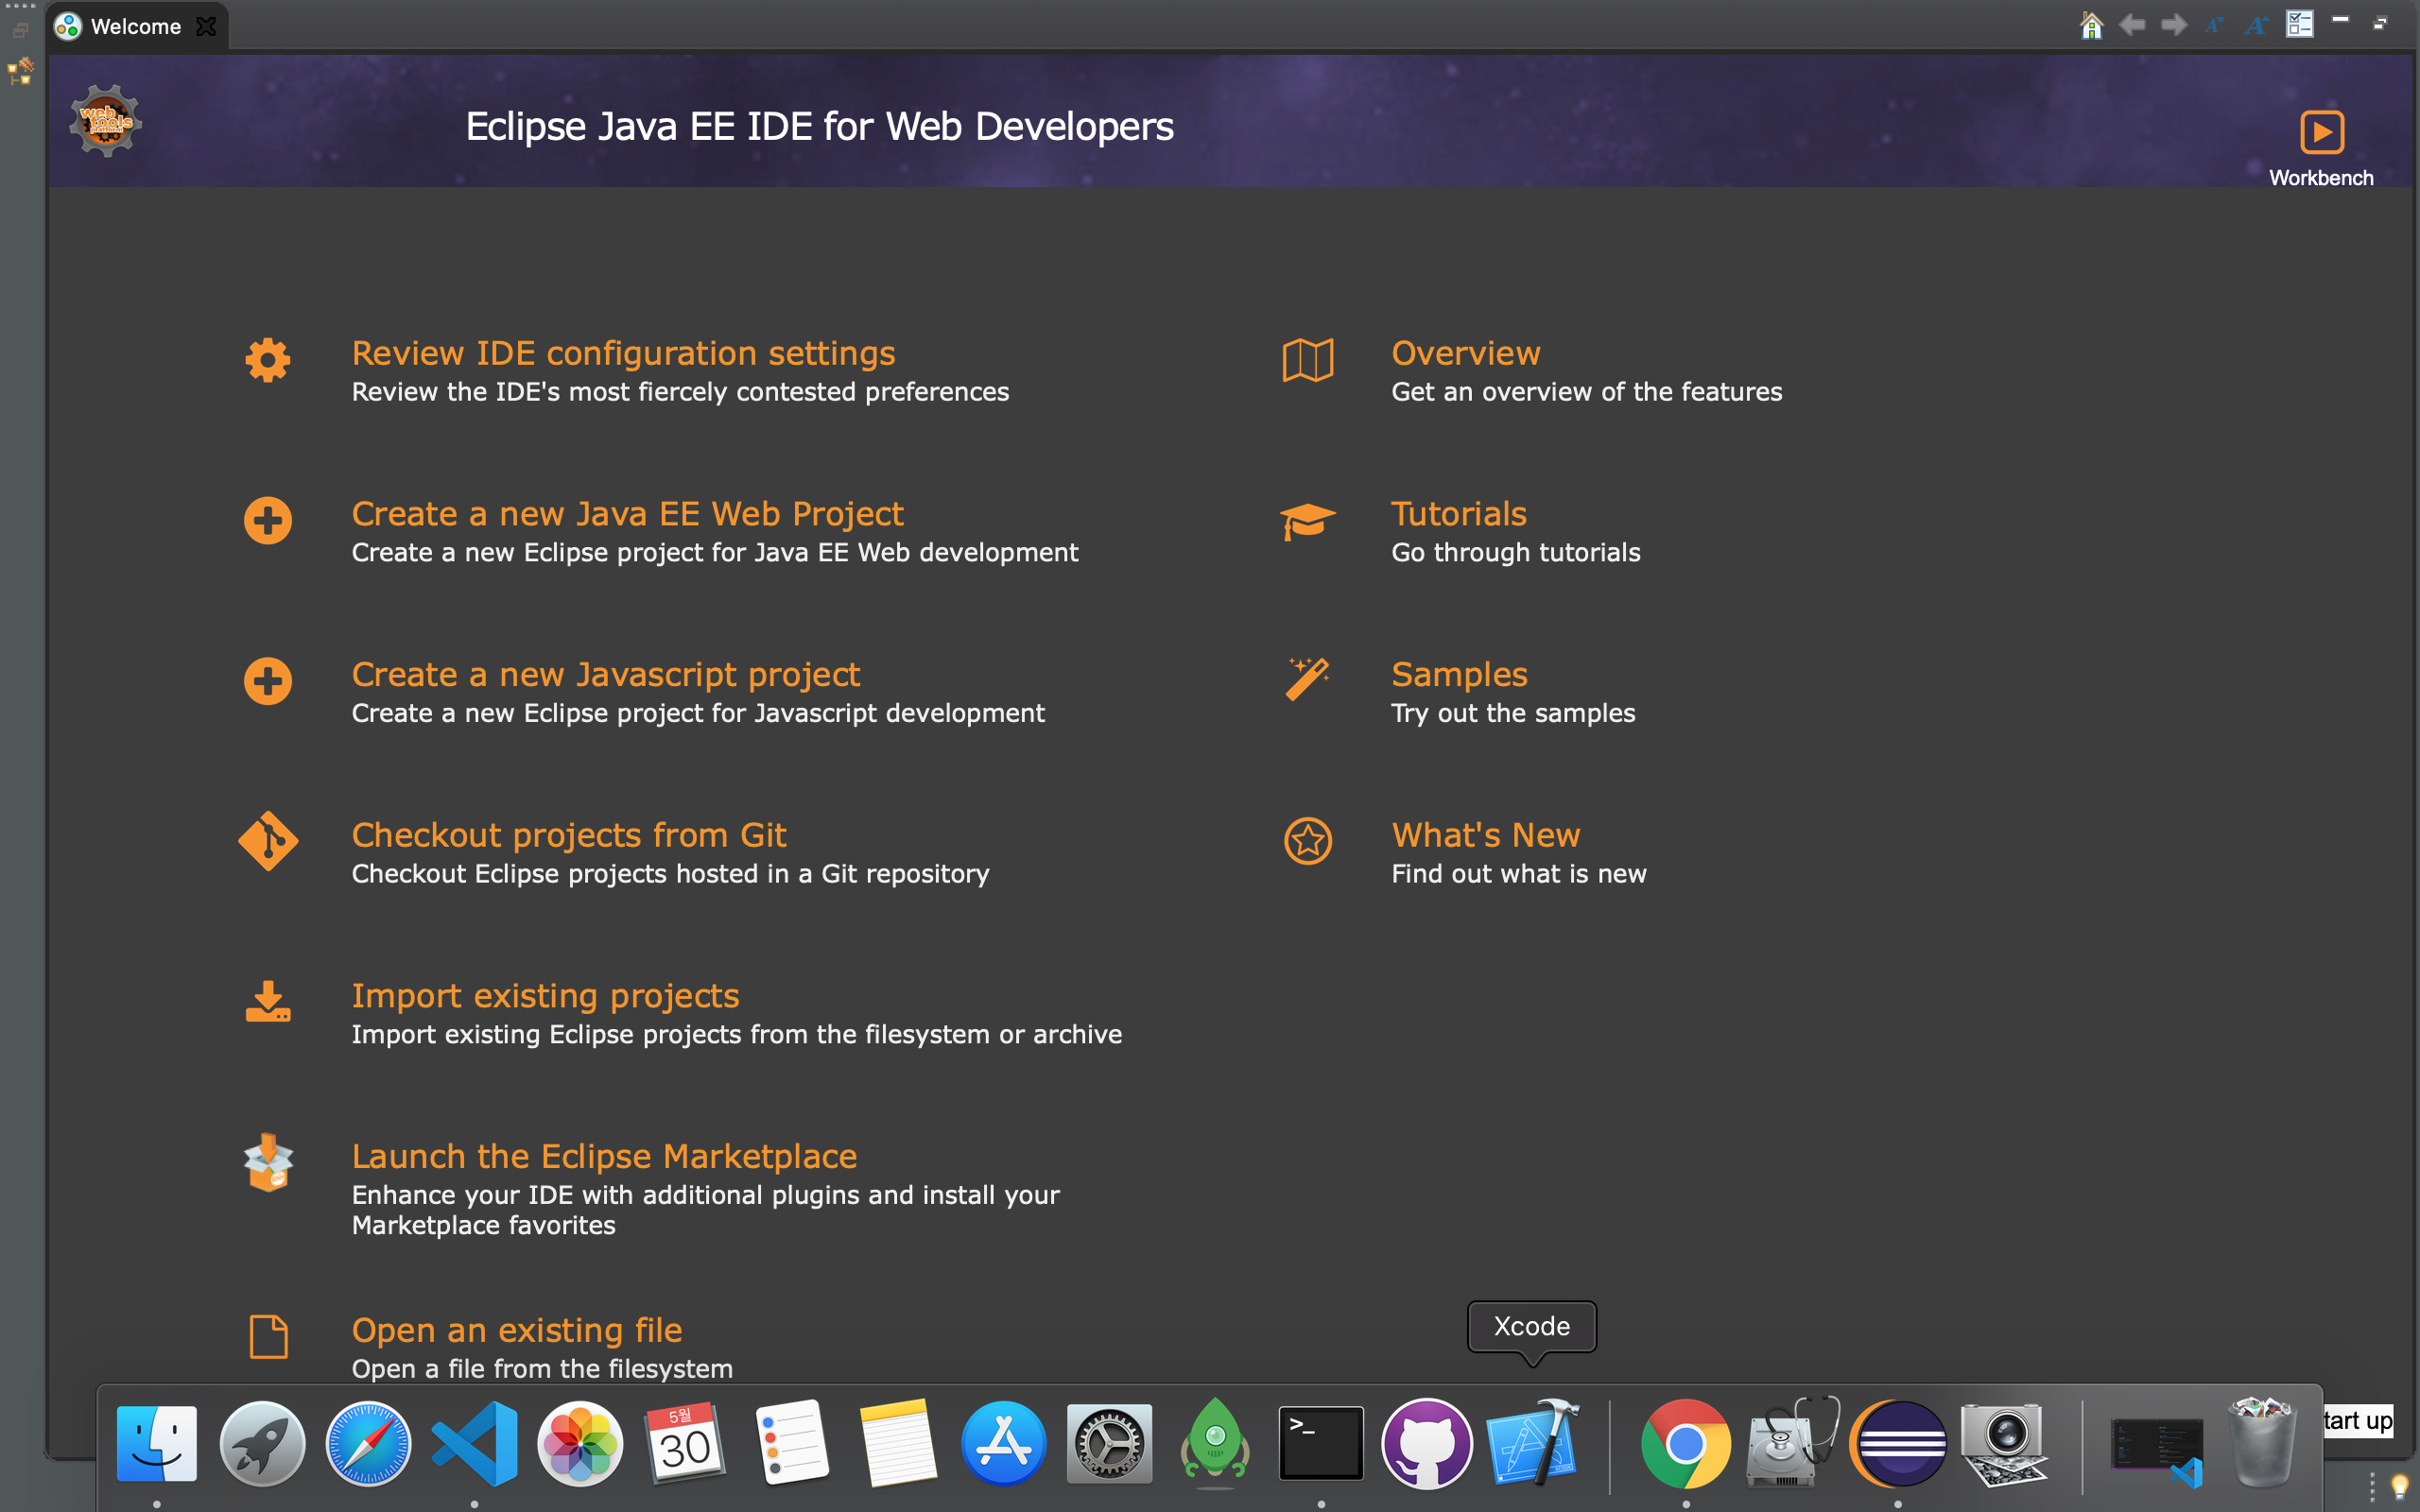 Welcome
web
tools
platform
Eclipse Java EE IDE for Web Developers
Workbench
Review IDE configuration settings
Review the IDE's most fiercely contested preferences
Overview
Get an overview of the features
Create a new Java EE Web Project
Create a new Eclipse project for Java EE Web development
Tutorials
Go through tutorials
Create a new Javascript project
Create a new Eclipse project for Javascript development
Samples
Try out the samples
Checkout projects from Git
Checkout Eclipse projects hosted in a Git repository
What's New
Find out what is new
Import existing projects
Import existing Eclipse projects from the filesystem or archive
Launch the Eclipse Marketplace
Enhance your IDE with additional plugins and install your
Marketplace favorites
Open an existing file
Open a file from the filesystem
Xcode
5월
30
>_
tart up